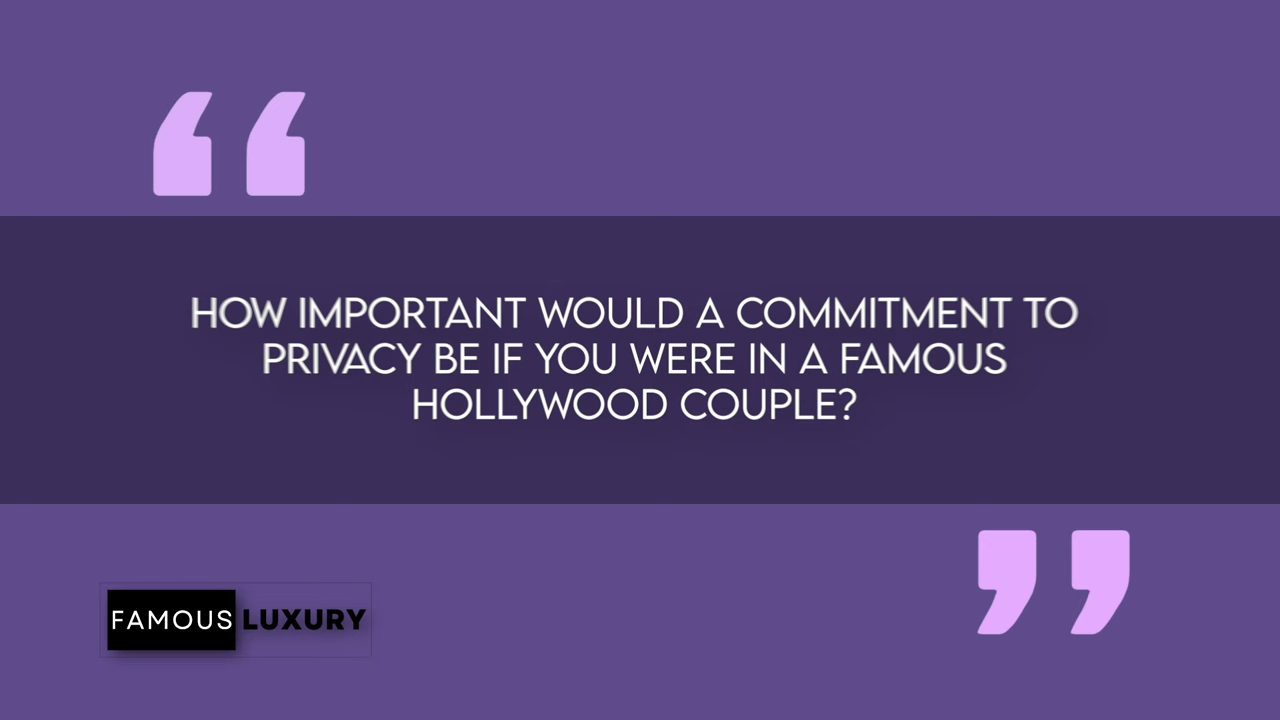 “
HOW IMPORTANT WOULD A COMMITMENT TO
PRIVACY BE IF YOU WERE IN A FAMOUS
HOLLYWOOD COUPLE?
”
FAMOUS LUXURY